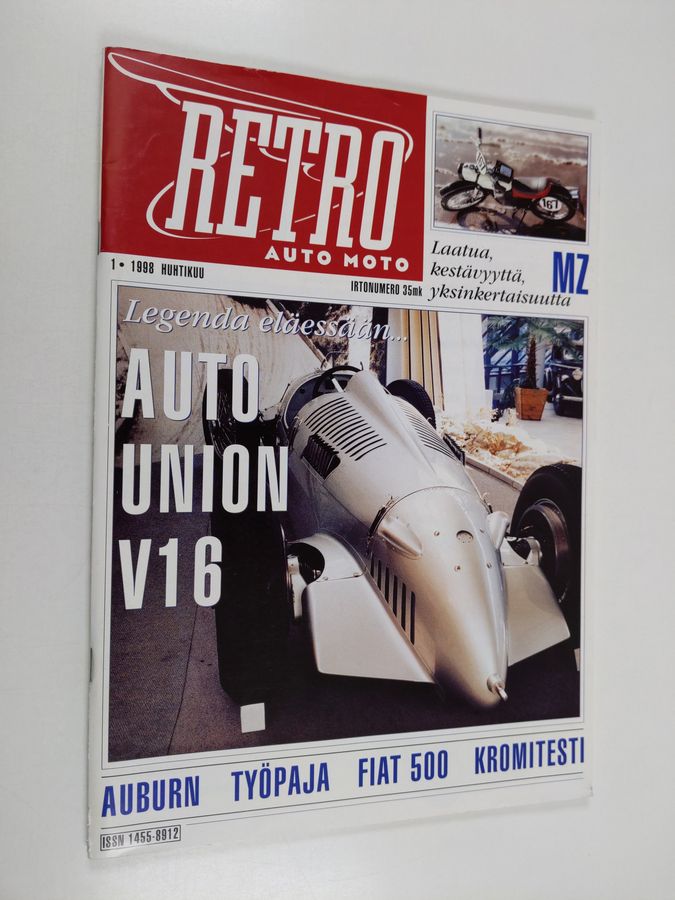 RETRO
AUTO MOTO
1 • 1998 HUHTIKUU
IRTONUMERO 35mk
Laatua,
kestävyyttä,
yksinkertaisuutta
MZ
167
Legenda eläessään...
AUTO
UNION
V16
AUBURN TYÖPAJA FIAT 500 KROMITESTI
ISSN 1455-8912